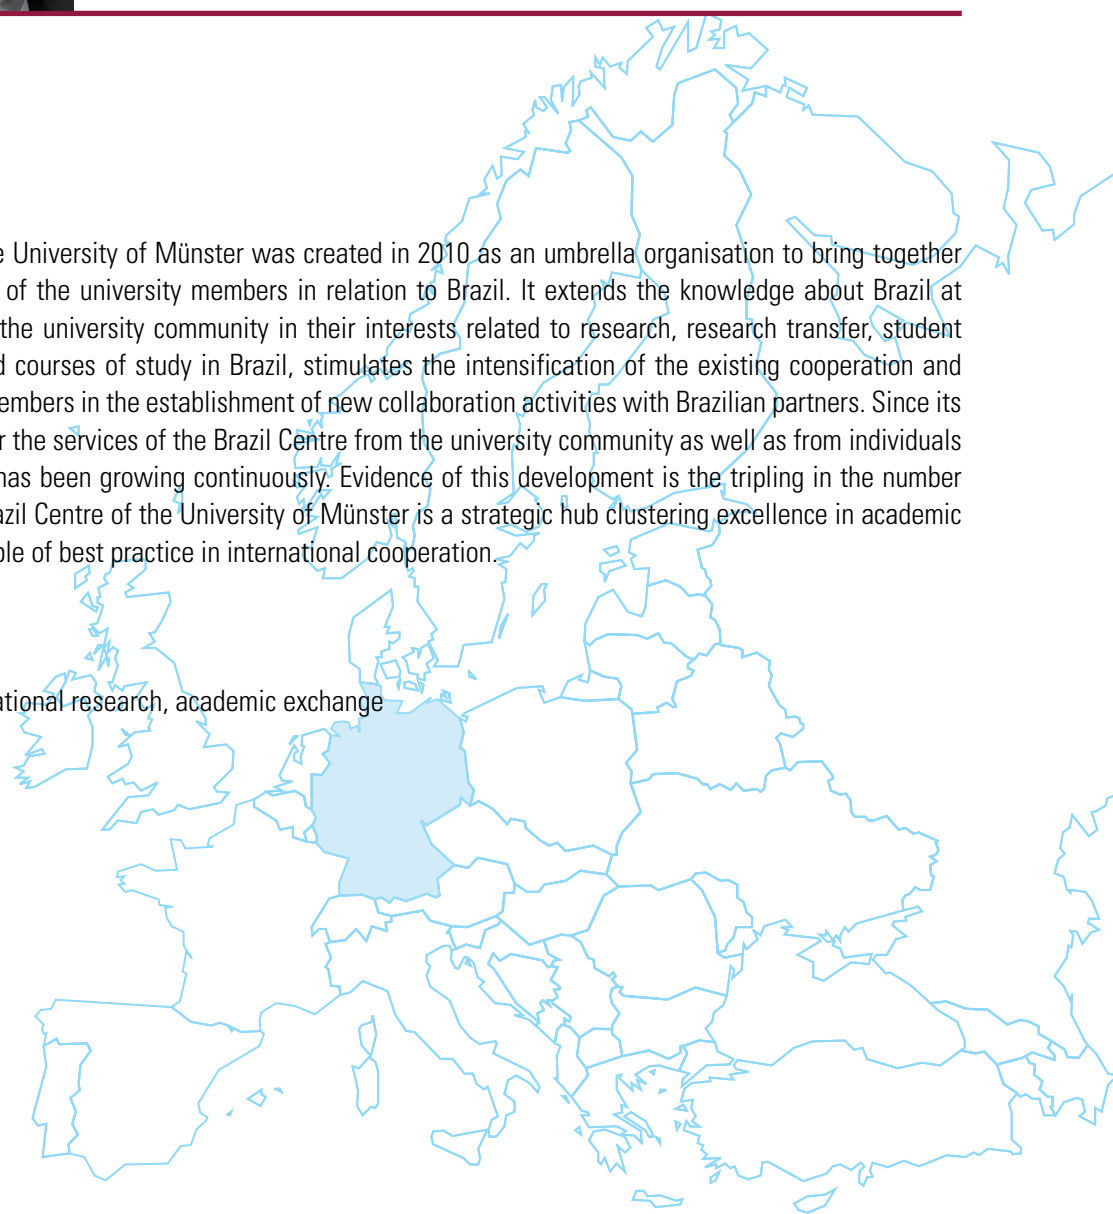 e University of Münster was created in 2010 as an umbrella organisation to bring together
of the university members in relation to Brazil. It extends the knowledge about Brazil at
the university community in their interests related to research, research transfer, student
d courses of study in Brazil, stimulates the intensification of the existing cooperation and
embers in the establishment of new collaboration activities with Brazilian partners. Since its
r the services of the Brazil Centre from the university community as well as from individuals
has been growing continuously. Evidence of this development is the tripling in the number
azil Centre of the University of Münster is a strategic hub clustering excellence in academic
ple of best practice in international cooperation.
ational research, academic exchange